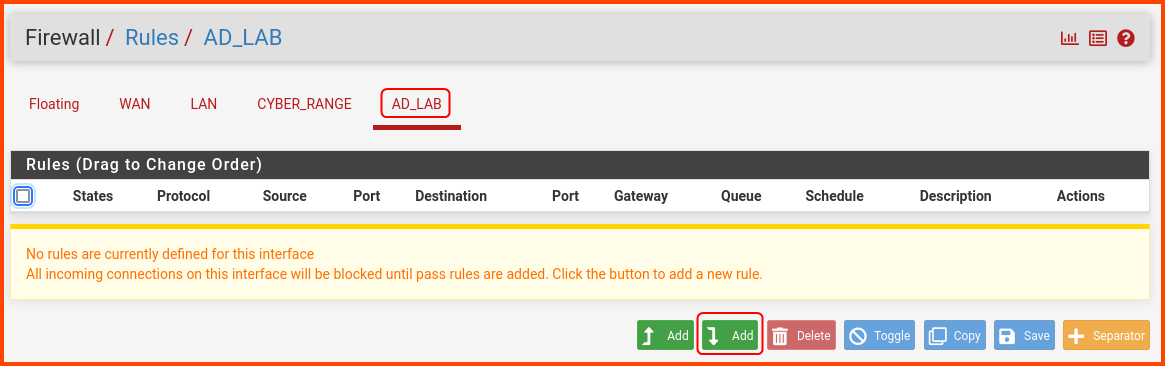 Firewall / Rules / AD_LAB
Floating WAN LAN CYBER_RANGE AD_LAB
Rules (Drag to Change Order)
States Protocol Source Port Destination Port Gateway Queue Schedule Description Actions
No rules are currently defined for this interface
All incoming connections on this interface will be blocked until pass rules are added. Click the button to add a new rule.
Add Add Delete Toggle Copy Save Separator